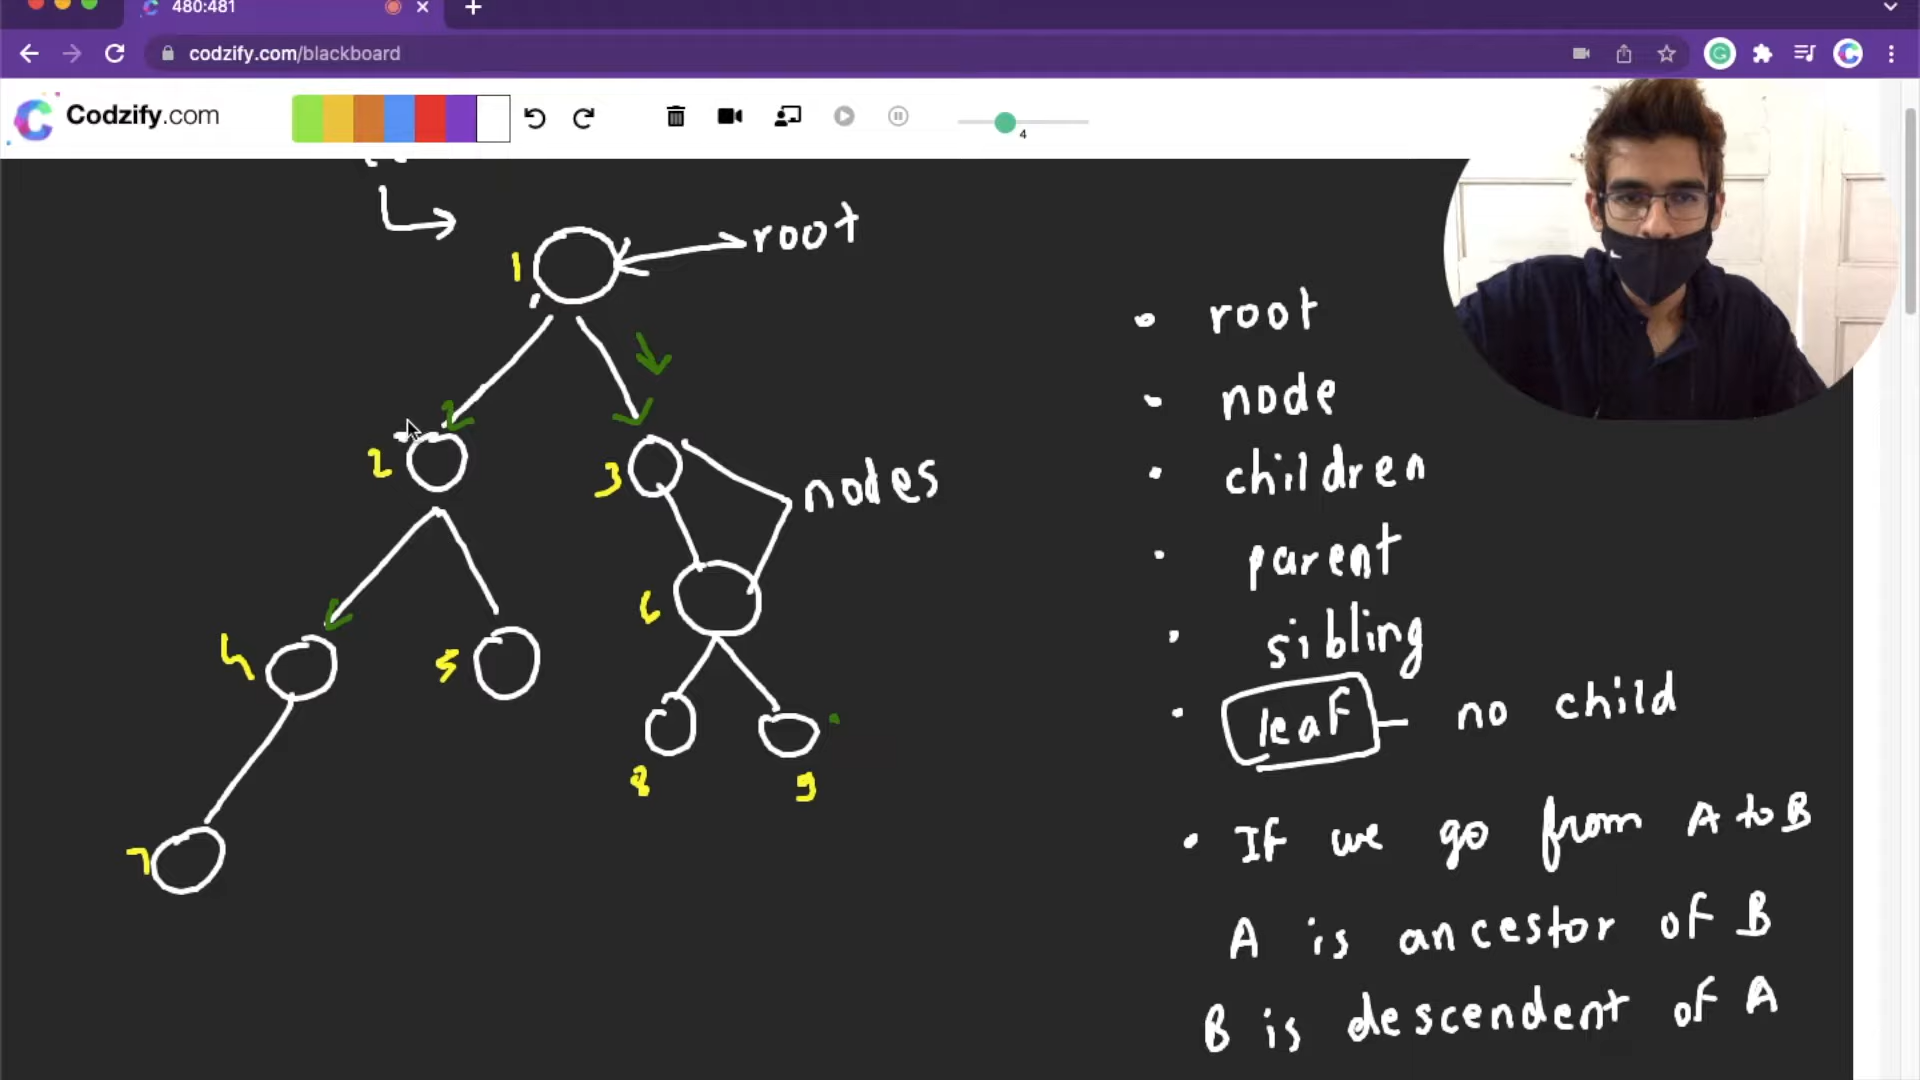 480:481
codzify.com/blackboard
Codzify.com
4
root
1
root
node
2
3
nodes
children
parent
6
4
5
sibling
leaf - no child
8
9
7
If we go from A to B
A is ancestor of B
B is descendent of A